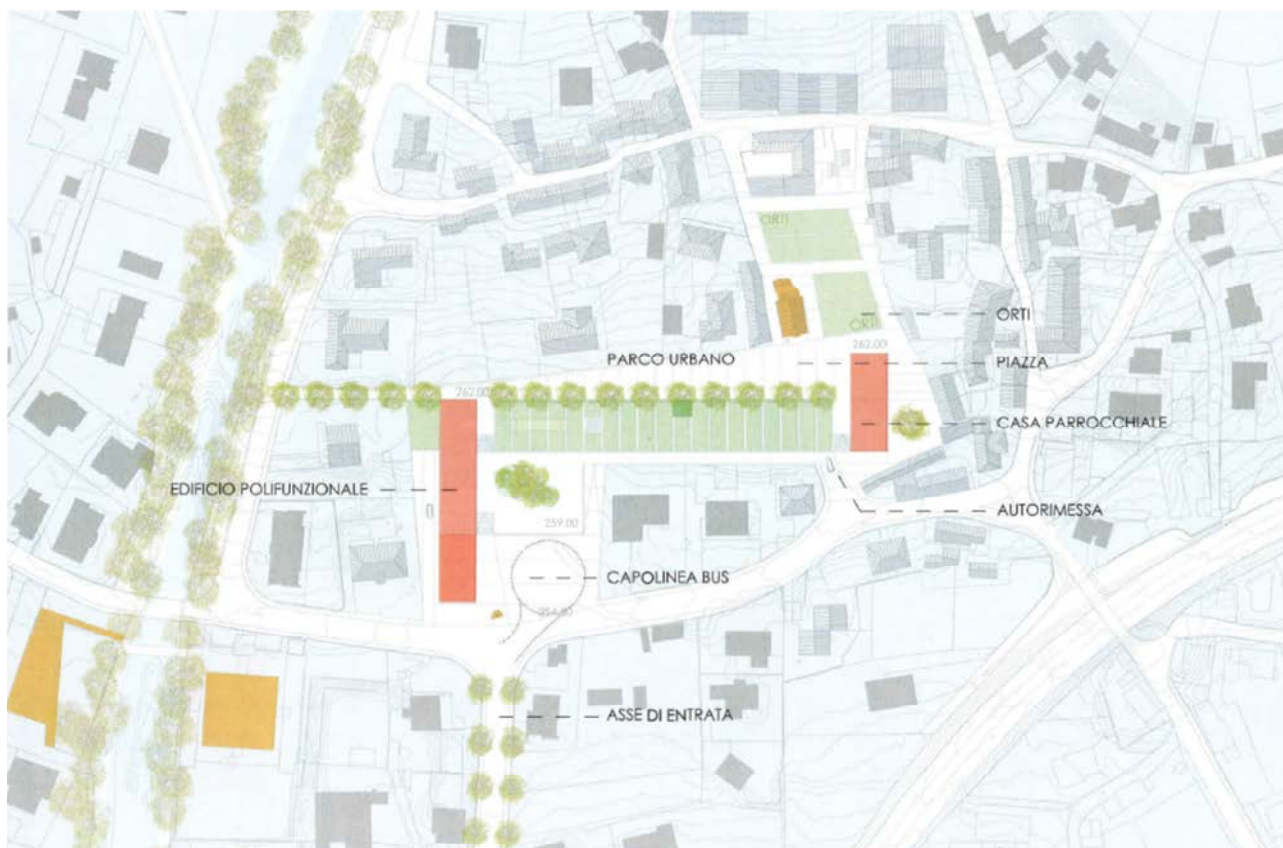 ORTI
ORTI
ORTI
262.00
PARCO URBANO
PIAZZA
262.00
CASA PARROCCHIALE
EDIFICIO POLIFUNZIONALE
AUTORIMESSA
259.00
CAPOLINEA BUS
ASSE DI ENTRATA